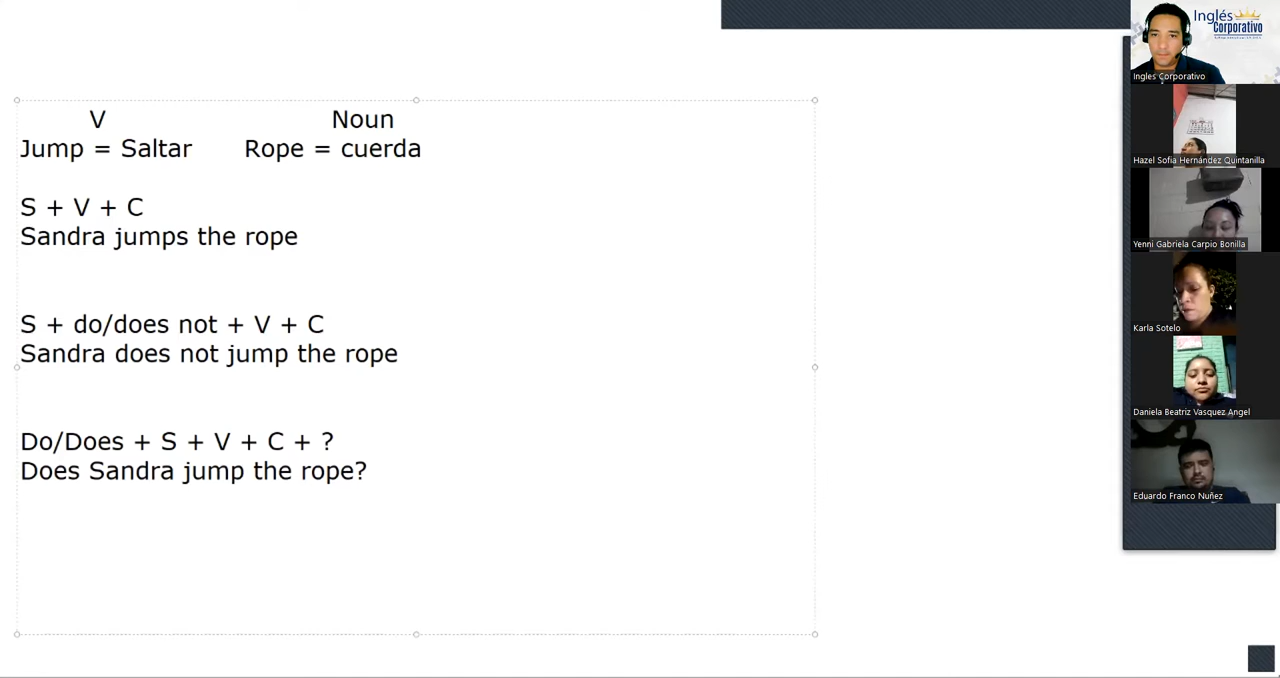 V Noun
Jump = Saltar Rope = cuerda
S + V + C
Sandra jumps the rope
S + do/does not + V + C
Sandra does not jump the rope
Do/Does + S + V + C + ?
Does Sandra jump the rope?
Inglés
Corporativo
Ingles Corporativo
Hazel Sofia Hernández Quintanilla
Yenni Gabriela Carpio Bonilla
Karla Sotelo
Daniela Beatriz Vasquez Angel
Eduardo Franco Nuñez